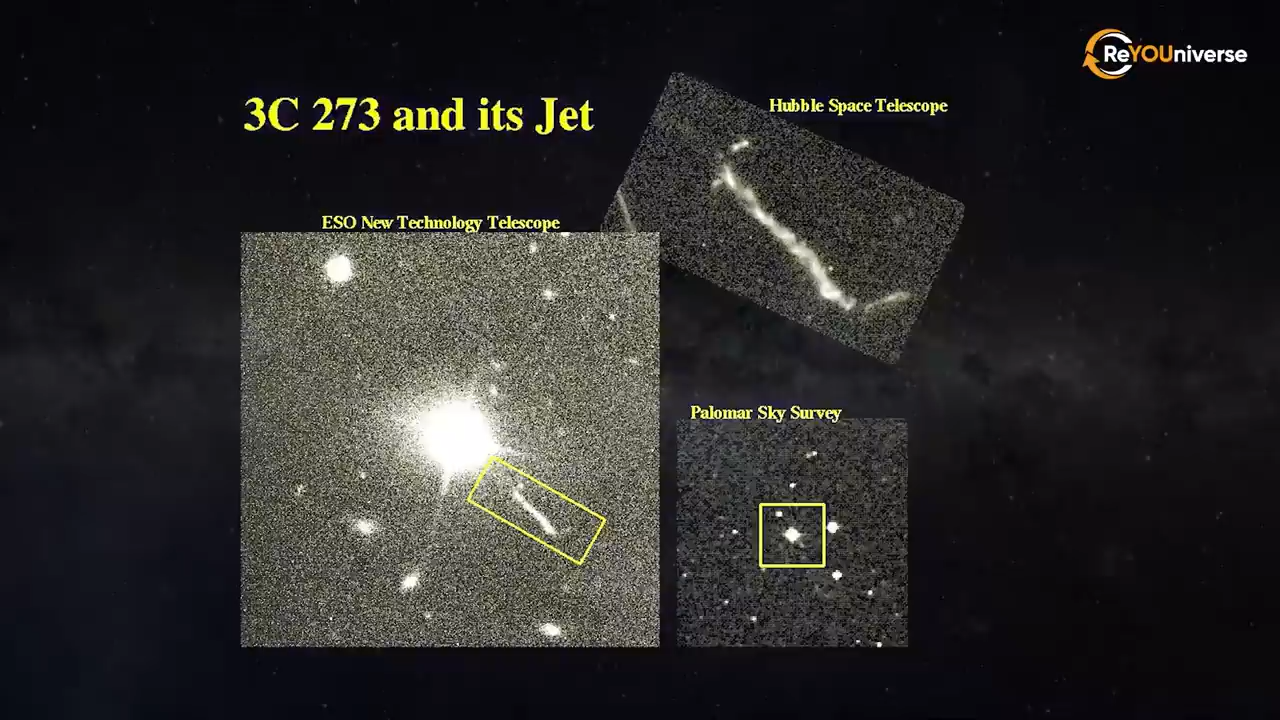 ReYOUniverse
3C 273 and its Jet
Hubble Space Telescope
ESO New Technology Telescope
Palomar Sky Survey